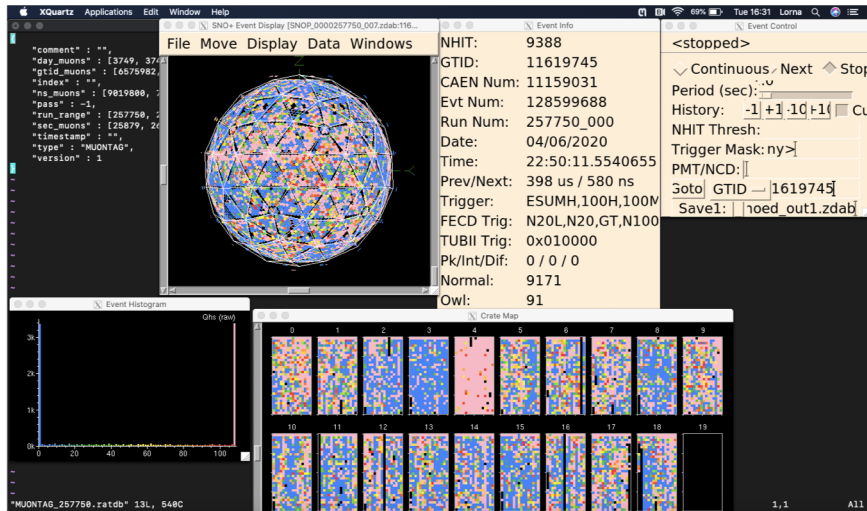 XQuartz Applications Edit Window Help
69% Tue 16:31 Lorna
{
"comment" : "",
"day_muons" : [3749, 374
"gtid_muons" : [6575982,
"index" : "",
"ns_muons" : [9019800, 7
"pass" : -1,
"run_range" : [257750, 2
"sec_muons" : [25879, 26
"timestamp" : "",
"type" : "MUONTAG",
"version" : 1
}
~
~
~
~
~
~
~
~
~
"MUONTAG_257750.ratdb" 13L, 540C
1,1 All
SNO+ Event Display [SNOP_0000257750_007.zdab:116...
File Move Display Data Windows
Z
Y
Event Info
NHIT: 9388
GTID: 11619745
CAEN Num: 11159031
Evt Num: 128599688
Run Num: 257750_000
Date: 04/06/2020
Time: 22:50:11.5540655
Prev/Next: 398 us / 580 ns
Trigger: ESUMH,100H,100M
FECD Trig: N20L,N20,GT,N100
TUBII Trig: 0x010000
Pk/Int/Dif: 0 / 0 / 0
Normal: 9171
Owl: 91
Event Control
<stopped>
Continuous Next Stop
Period (sec):
History: -1 +1 -10 Cu
NHIT Thresh:
Trigger Mask: ny>
PMT/NCD:
Goto GTID 1619745
Save1: out1.zdab
Event Histogram
Qhs (raw)
3k
2k
1k
0k
0 20 40 60 80 100
Crate Map
0 1 2 3 4 5 6 7 8 9
10 11 12 13 14 15 16 17 18 19